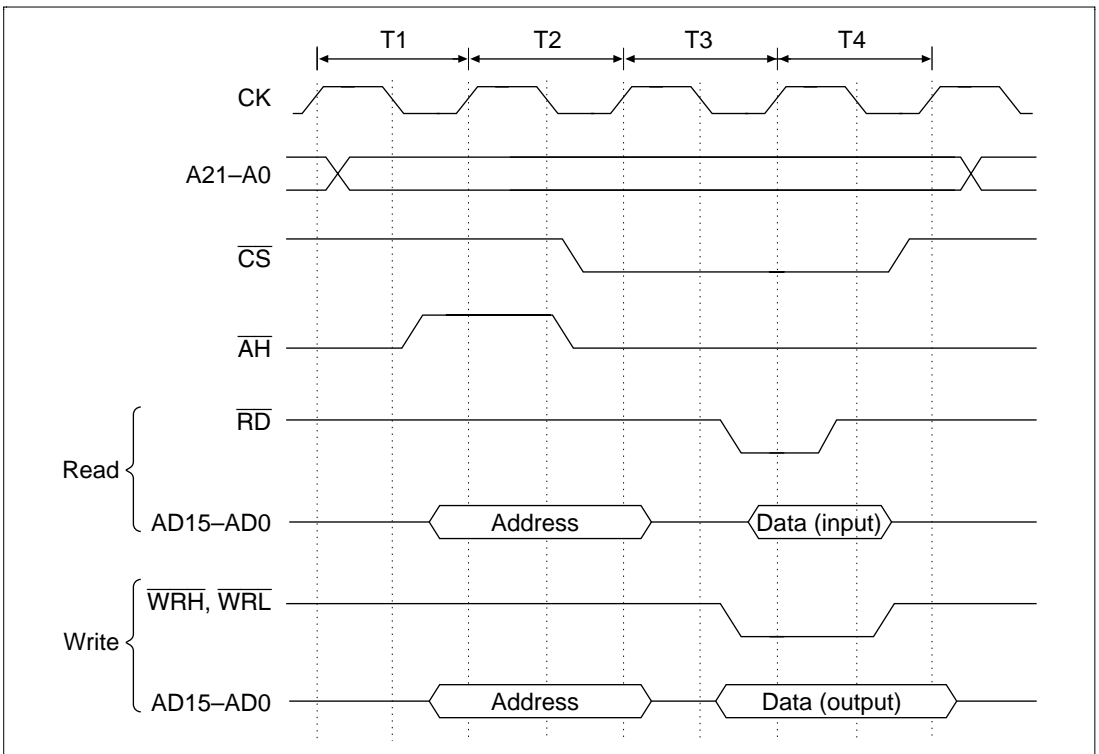 T1 T2 T3 T4
CK
A21–A0
CS
AH
RD
Read
AD15–AD0 Address Data (input)
WRH, WRL
Write
AD15–AD0 Address Data (output)